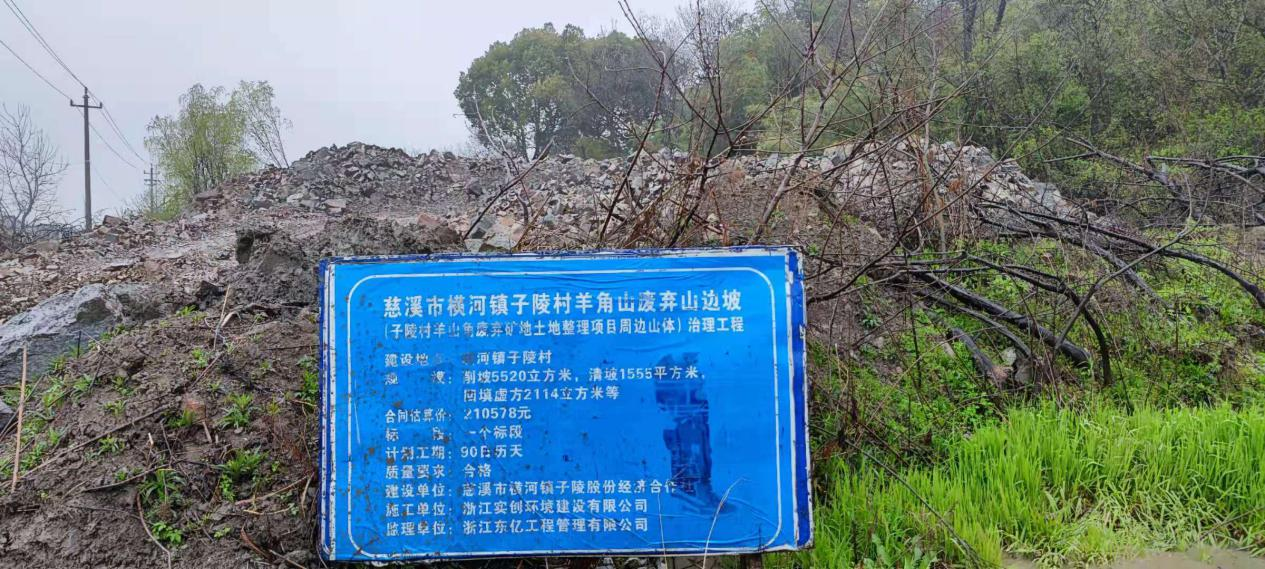 慈溪市横河镇子陵村羊角山废弃山边坡
(子陵村羊山角废弃矿地土地整理项目周边山体)治理工程
建设地点: 横河镇子陵村
规 模: 削坡5520立方米,清坡1555平方米,
回填虚方2114立方米等
合同估算价: 210578元
标 段: 一个标段
计划工期: 90日历天
质量要求: 合格
建设单位: 慈溪市横河镇子陵股份经济合作
施工单位: 浙江实创环境建设有限公司
监理单位: 浙江东亿工程管理有限公司